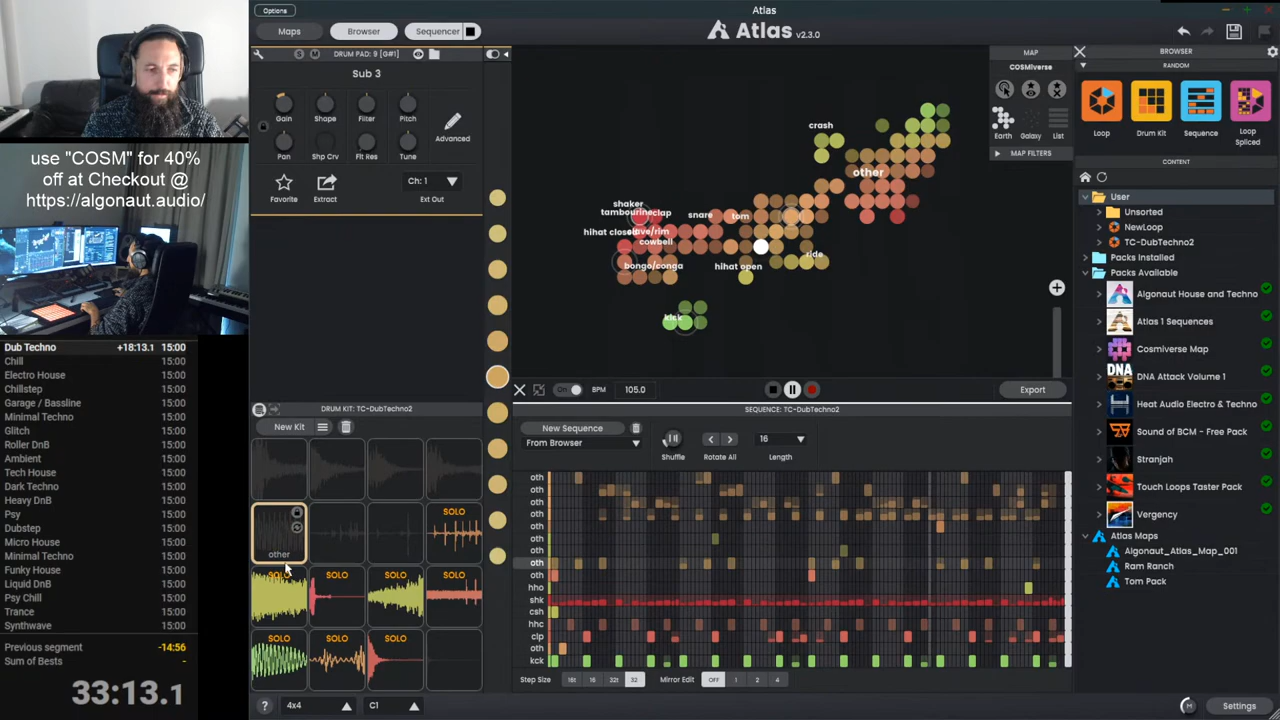 Options
Atlas
Maps
Browser
Sequencer
Atlas v2.3.0
S
M
DRUM PAD: 9 [G#1]
Sub 3
Gain
Shape
Filter
Pitch
Pan
Shp Crv
Flt Res
Tune
Advanced
Favorite
Extract
Ch: 1
Ext Out
use "COSM" for 40%
off at Checkout @
https://algonaut.audio/
Dub Techno +18:13.1 15:00
Chill 15:00
Electro House 15:00
Chillstep 15:00
Garage / Bassline 15:00
Minimal Techno 15:00
Glitch 15:00
Roller DnB 15:00
Ambient 15:00
Tech House 15:00
Dark Techno 15:00
Heavy DnB 15:00
Psy 15:00
Dubstep 15:00
Micro House 15:00
Minimal Techno 15:00
Funky House 15:00
Liquid DnB 15:00
Psy Chill 15:00
Trance 15:00
Synthwave 15:00
Previous segment -14:56
Sum of Bests -
33:13.1
crash
other
shaker
tambourine
clap
snare
tom
hihat closed
clave/rim
cowbell
bongo/conga
hihat open
ride
kick
MAP
COSMiverse
Earth
Galaxy
List
MAP FILTERS
On
BPM
105.0
Export
DRUM KIT: TC-DubTechno2
New Kit
other
SOLO
SOLO
SOLO
SOLO
SOLO
SOLO
SOLO
4x4
C1
SEQUENCE: TC-DubTechno2
New Sequence
From Browser
Shuffle
Rotate All
16
Length
oth
oth
oth
oth
oth
oth
oth
oth
oth
hho
shk
csh
hhc
clp
oth
kck
Step Size
16t
16
32t
32
Mirror Edit
OFF
1
2
4
BROWSER
RANDOM
Loop
Drum Kit
Sequence
Loop
Spliced
CONTENT
User
Unsorted
NewLoop
TC-DubTechno2
Packs Installed
Packs Available
Algonaut House and Techno
Atlas 1 Sequences
Cosmiverse Map
DNA
DNA Attack Volume 1
Heat Audio Electro & Techno
Sound of BCM - Free Pack
Stranjah
Touch Loops Taster Pack
Vergency
Atlas Maps
Algonaut_Atlas_Map_001
Ram Ranch
Tom Pack
Settings